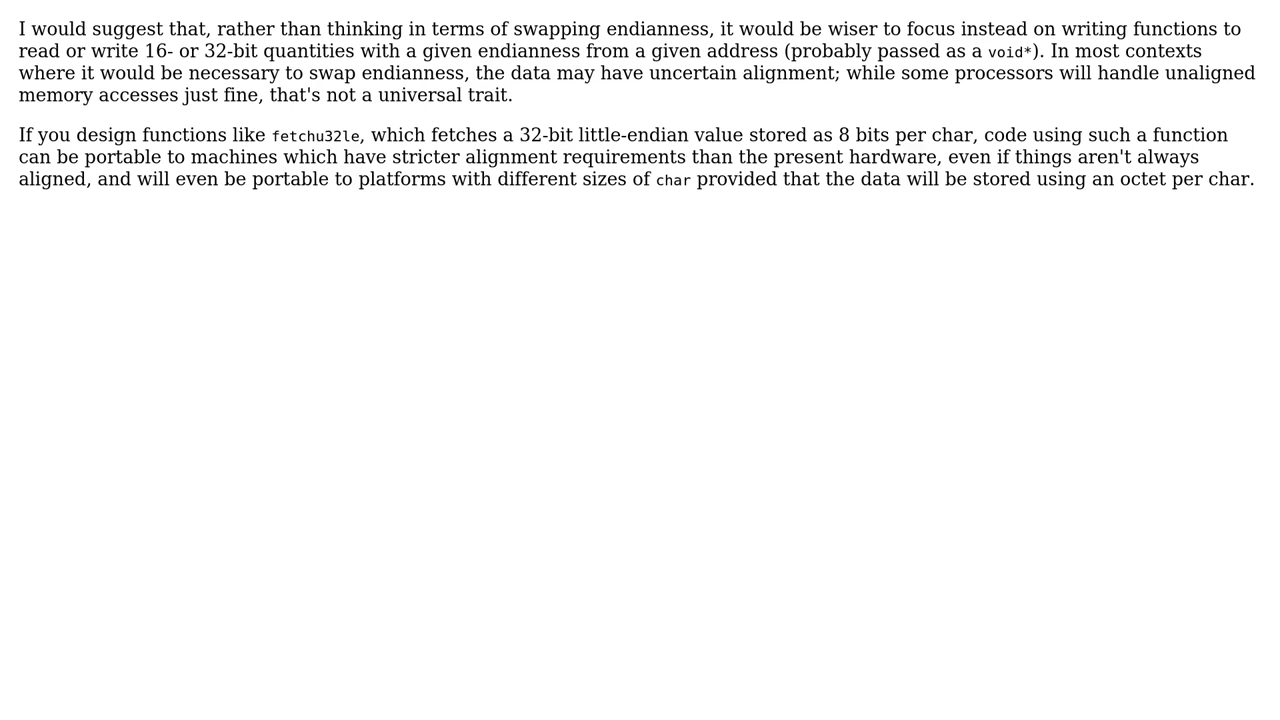 I would suggest that, rather than thinking in terms of swapping endianness, it would be wiser to focus instead on writing functions to
read or write 16- or 32-bit quantities with a given endianness from a given address (probably passed as a void*). In most contexts
where it would be necessary to swap endianness, the data may have uncertain alignment; while some processors will handle unaligned
memory accesses just fine, that's not a universal trait.
If you design functions like fetchu32le, which fetches a 32-bit little-endian value stored as 8 bits per char, code using such a function
can be portable to machines which have stricter alignment requirements than the present hardware, even if things aren't always
aligned, and will even be portable to platforms with different sizes of char provided that the data will be stored using an octet per char.